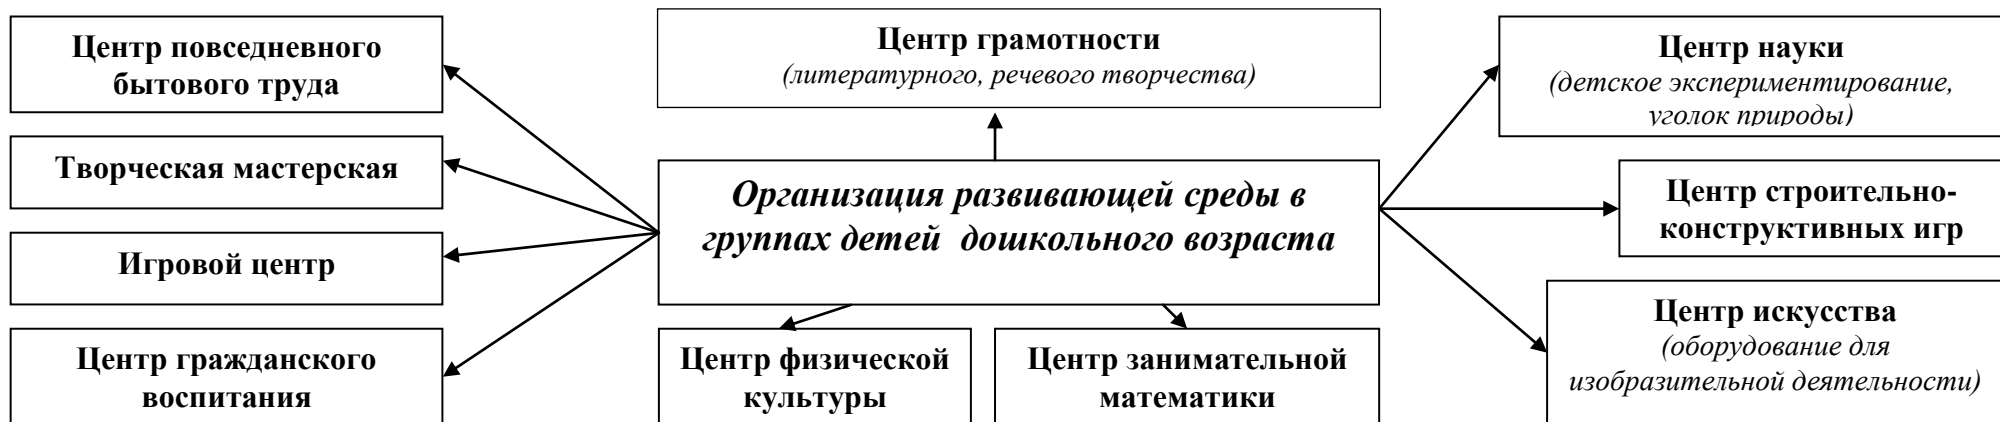 Центр повседневного
бытового труда
Творческая мастерская
Игровой центр
Центр гражданского
воспитания
Центр грамотности
(литературного, речевого творчества)
Организация развивающей среды в
группах детей дошкольного возраста
Центр физической
культуры
Центр занимательной
математики
Центр науки
(детское экспериментирование,
уголок природы)
Центр строительно-
конструктивных игр
Центр искусства
(оборудование для
изобразительной деятельности)